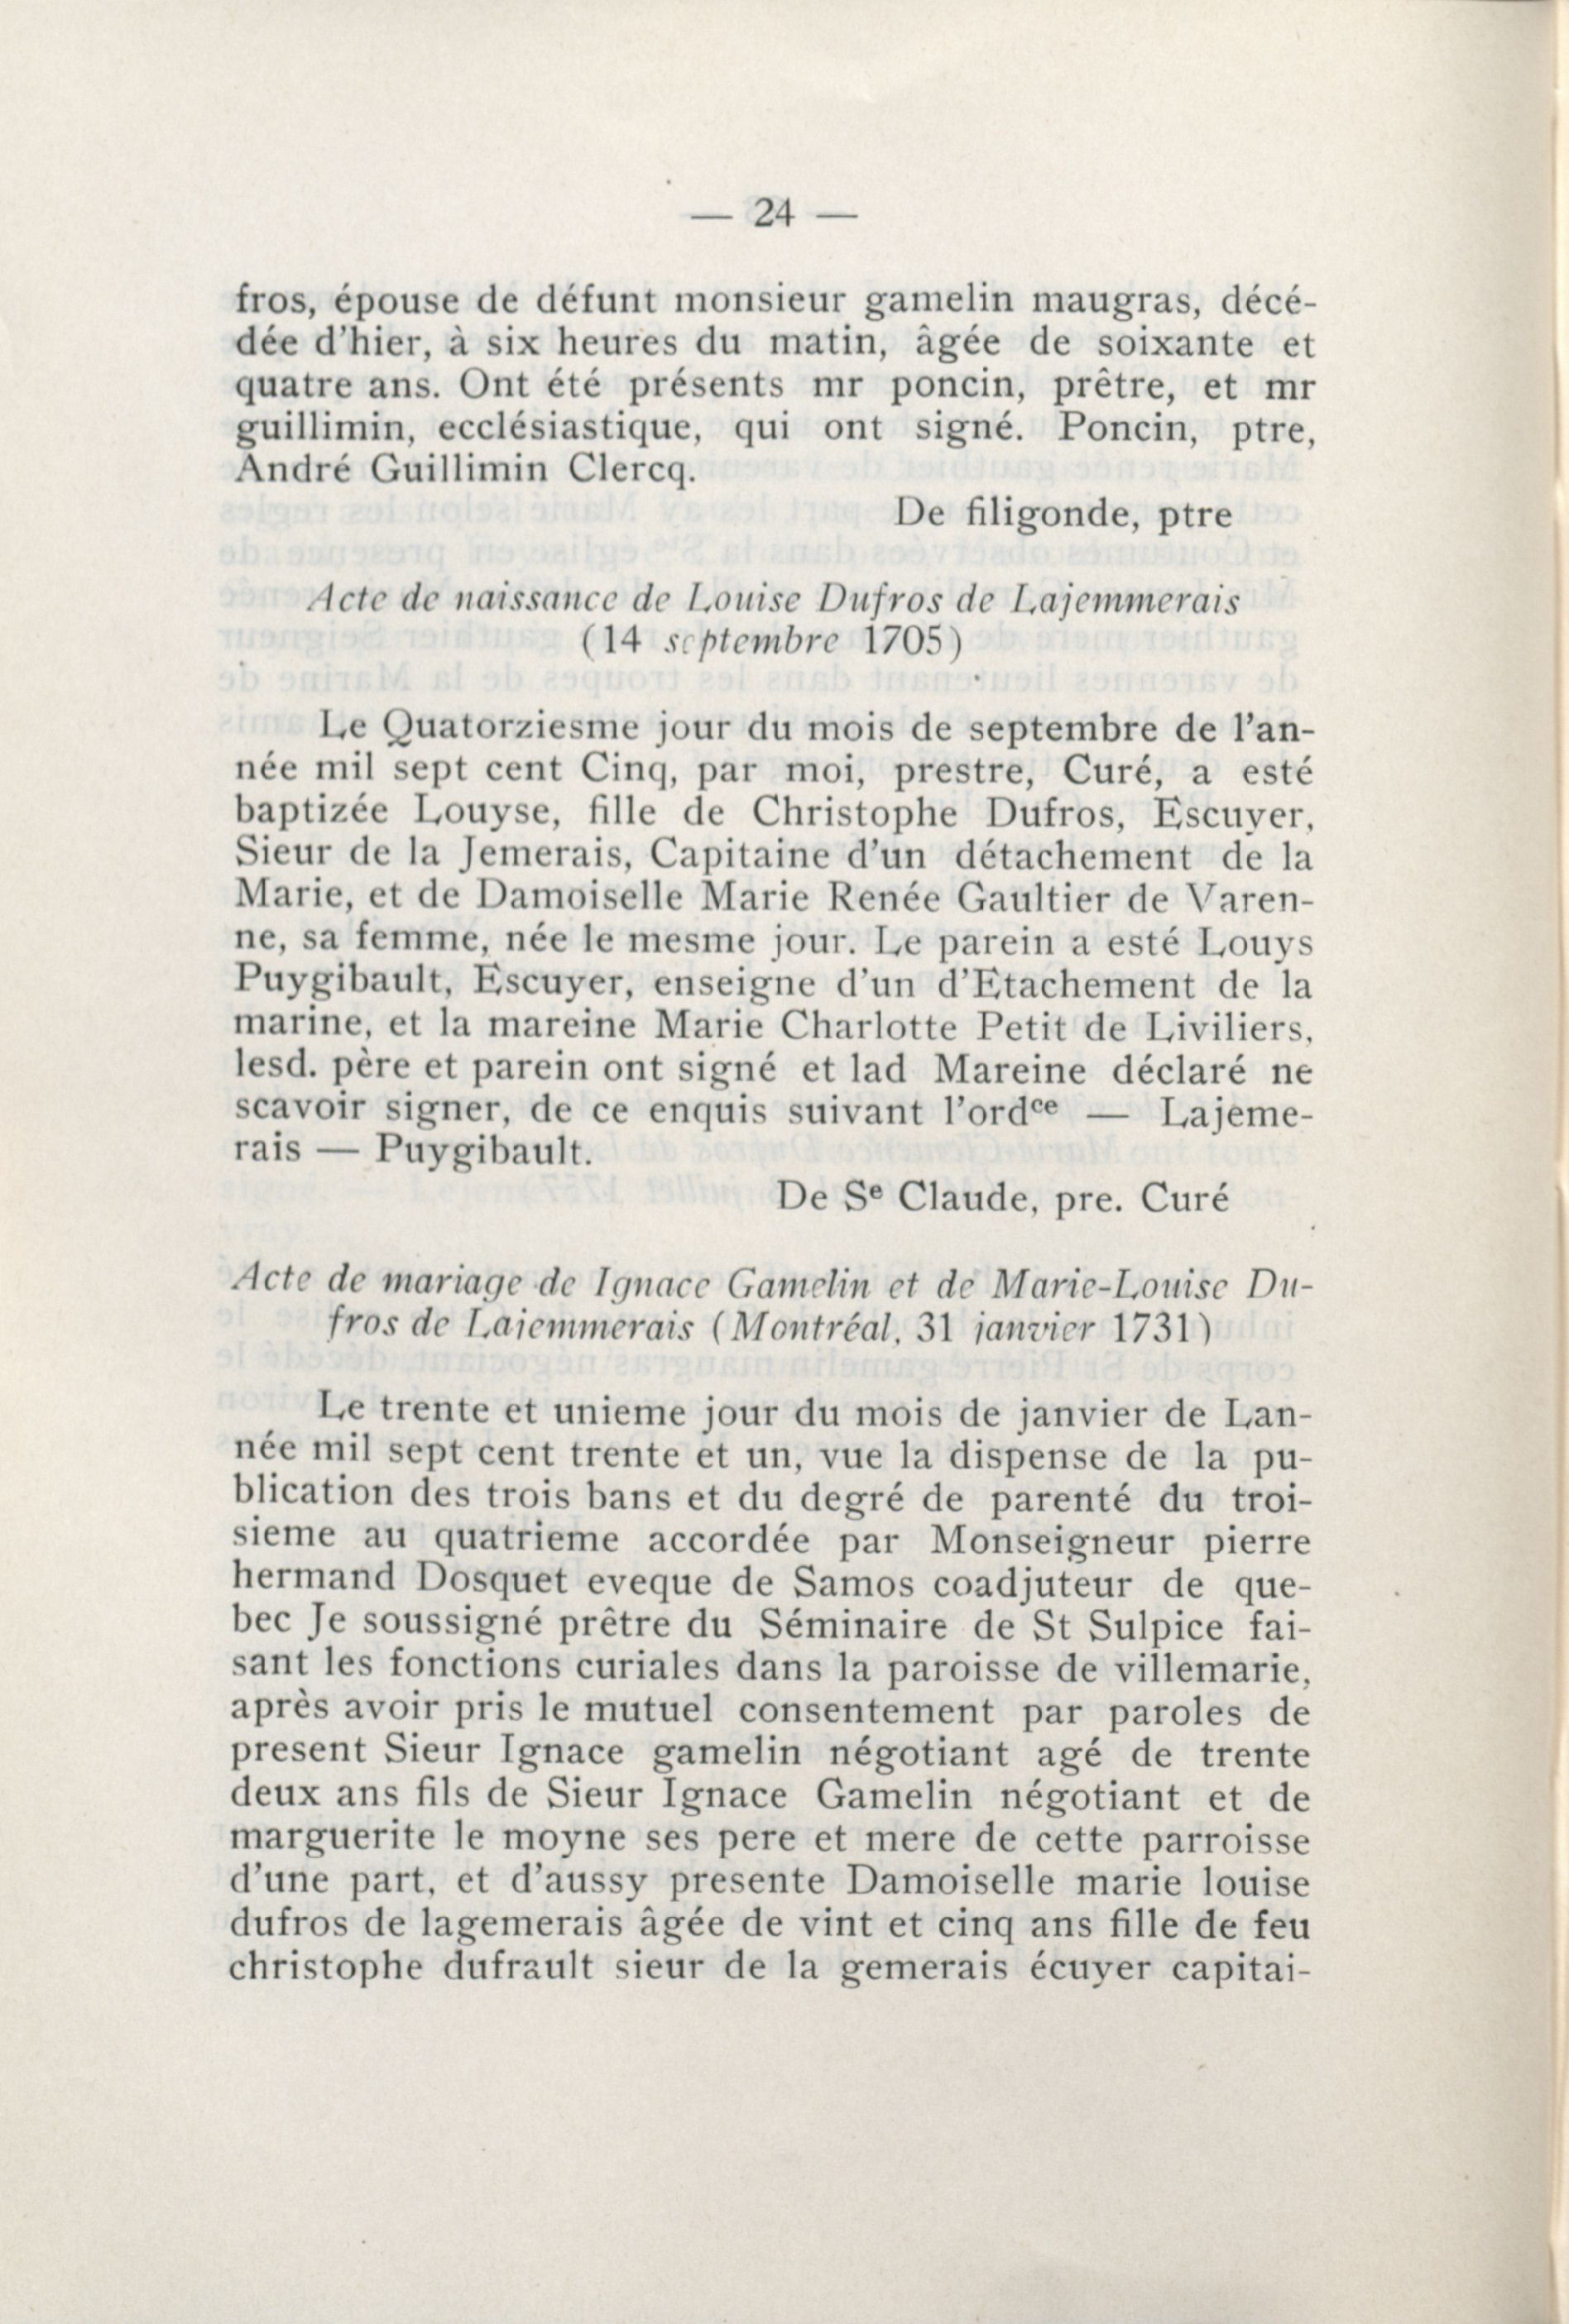 — 24 —
fros, épouse de défunt monsieur gamelin maugras, décé-
dée d'hier, à six heures du matin, âgée de soixante et
quatre ans. Ont été présents mr poncin, prêtre, et mr
guillimin, ecclésiastique, qui ont signé. Poncin, ptre,
André Guillimin Clercq.
De filigonde, ptre
Acte de naissance de Louise Dufros de Lajemmerais
(14 septembre 1705)
Le Quatorziesme jour du mois de septembre de l'an-
née mil sept cent Cinq, par moi, prestre, Curé, a esté
baptizée Louyse, fille de Christophe Dufros, Escuyer,
Sieur de la Jemerais, Capitaine d'un détachement de la
Marie, et de Damoiselle Marie Renée Gaultier de Varen-
ne, sa femme, née le mesme jour. Le parein a esté Louys
Puygibault, Escuyer, enseigne d'un d'Etachement de la
marine, et la mareine Marie Charlotte Petit de Liviliers,
lesd. père et parein ont signé et lad Mareine déclaré ne
scavoir signer, de ce enquis suivant l'ordce — Lajeme-
rais — Puygibault.
De Se Claude, pre. Curé
Acte de mariage de Ignace Gamelin et de Marie-Louise Du-
fros de Lajemmerais (Montréal, 31 janvier 1731)
Le trente et unieme jour du mois de janvier de Lan-
née mil sept cent trente et un, vue la dispense de la pu-
blication des trois bans et du degré de parenté du troi-
sieme au quatrieme accordée par Monseigneur pierre
hermand Dosquet eveque de Samos coadjuteur de que-
bec Je soussigné prêtre du Séminaire de St Sulpice fai-
sant les fonctions curiales dans la paroisse de villemarie,
après avoir pris le mutuel consentement par paroles de
present Sieur Ignace gamelin négotiant agé de trente
deux ans fils de Sieur Ignace Gamelin négotiant et de
marguerite le moyne ses pere et mere de cette parroisse
d'une part, et d'aussy presente Damoiselle marie louise
dufros de lagemerais âgée de vint et cinq ans fille de feu
christophe dufrault sieur de la gemerais écuyer capitai-